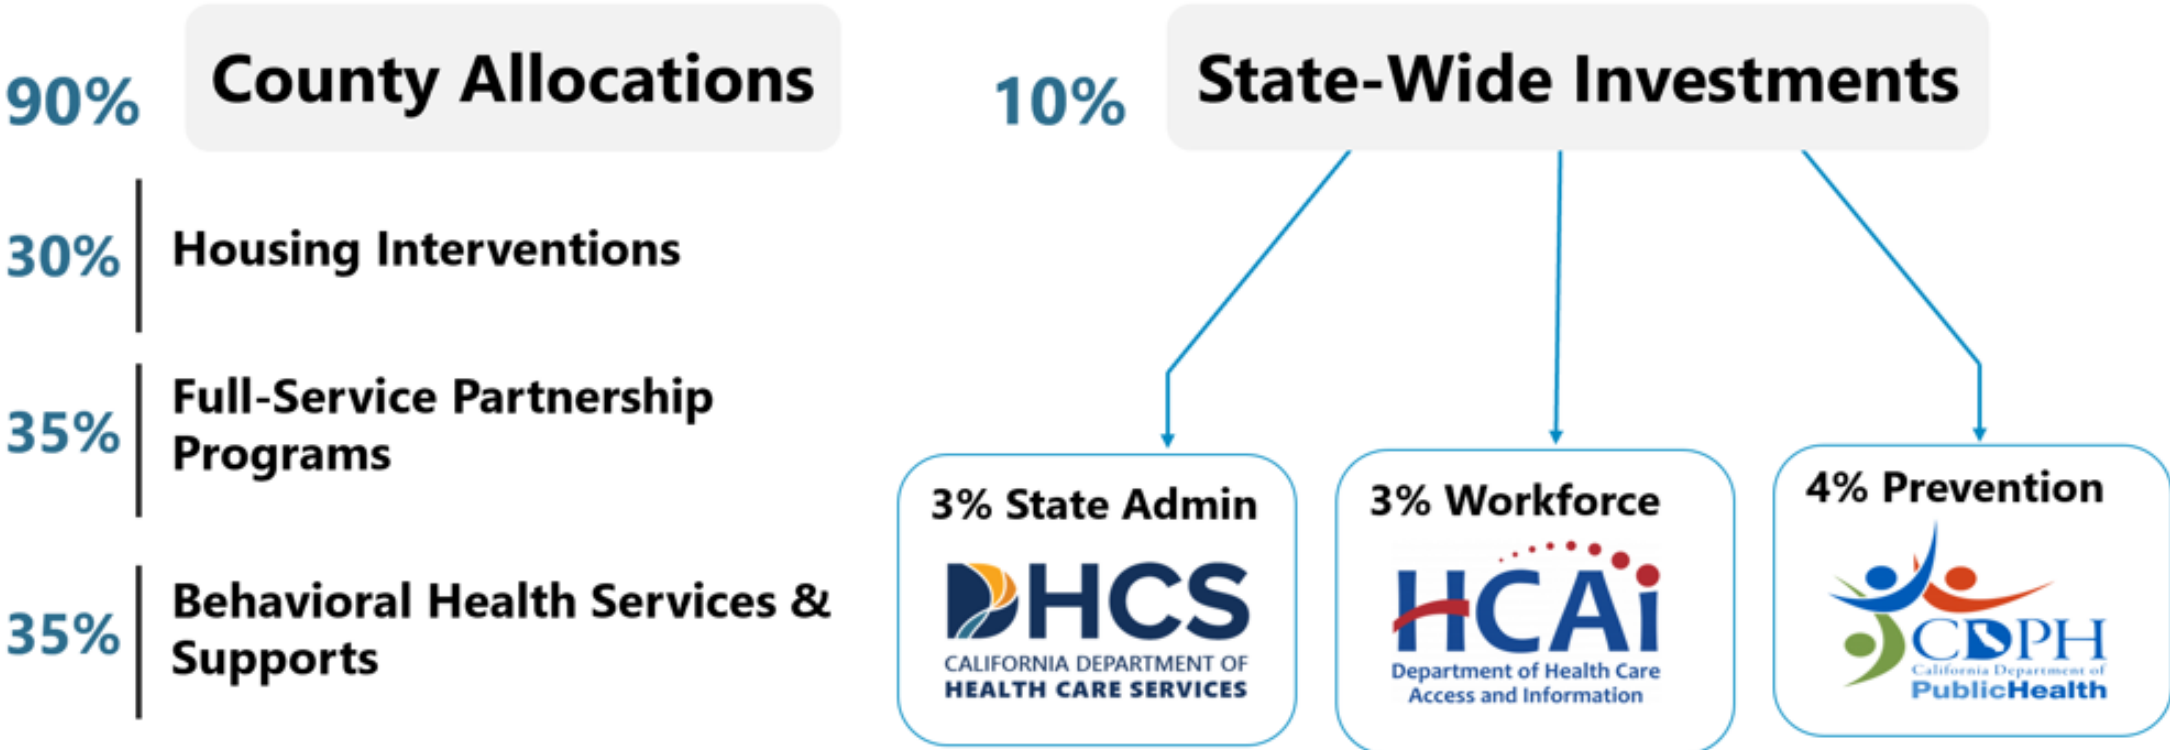 90%
County Allocations
30%
Housing Interventions
35%
Full-Service Partnership
Programs
35%
Behavioral Health Services &
Supports
10%
State-Wide Investments
3% State Admin
DHCS
CALIFORNIA DEPARTMENT OF
HEALTH CARE SERVICES
3% Workforce
HCAi
Department of Health Care
Access and Information
4% Prevention
CDPH
California Department of
PublicHealth